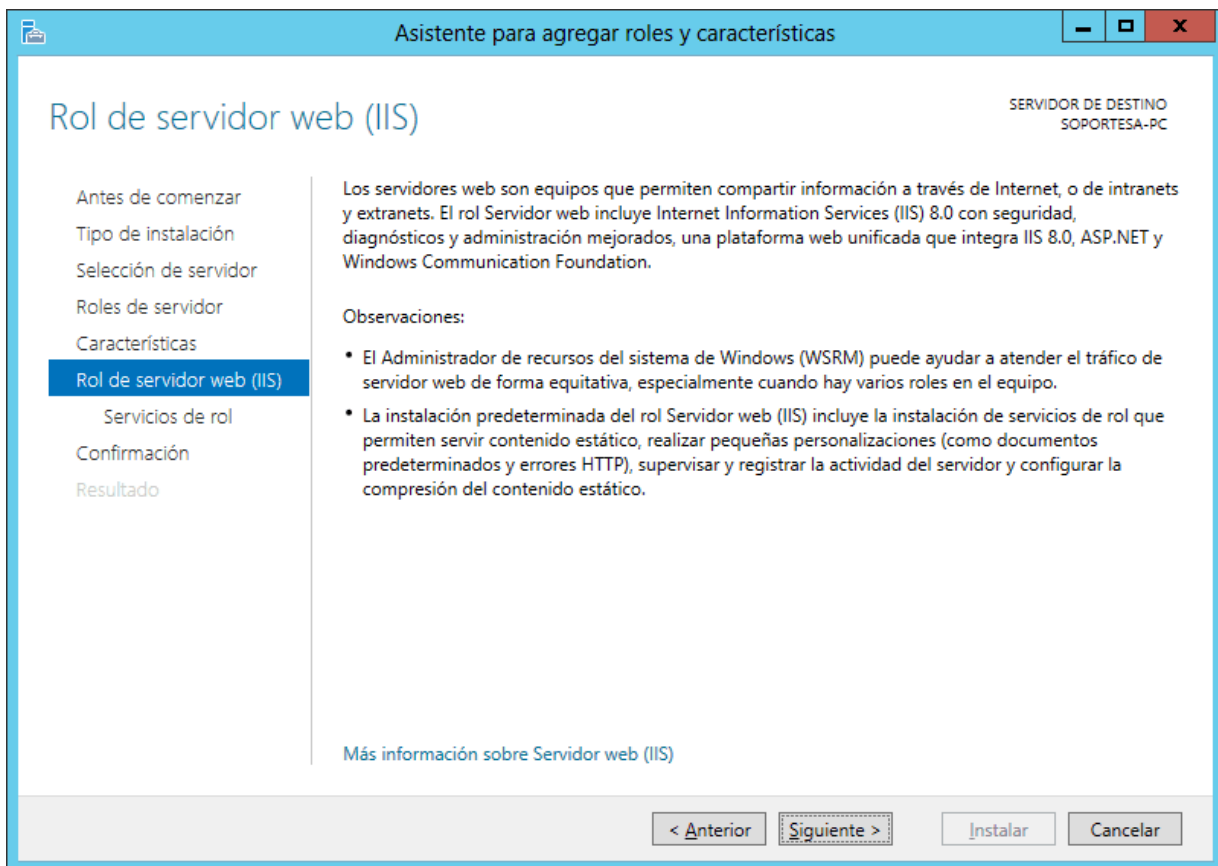 Asistente para agregar roles y características
Rol de servidor web (IIS)
SERVIDOR DE DESTINO
SOPORTESA-PC
Antes de comenzar
Tipo de instalación
Selección de servidor
Roles de servidor
Características
Rol de servidor web (IIS)
Servicios de rol
Confirmación
Resultado
Los servidores web son equipos que permiten compartir información a través de Internet, o de intranets
y extranets. El rol Servidor web incluye Internet Information Services (IIS) 8.0 con seguridad,
diagnósticos y administración mejorados, una plataforma web unificada que integra IIS 8.0, ASP.NET y
Windows Communication Foundation.
Observaciones:
• El Administrador de recursos del sistema de Windows (WSRM) puede ayudar a atender el tráfico de
servidor web de forma equitativa, especialmente cuando hay varios roles en el equipo.
• La instalación predeterminada del rol Servidor web (IIS) incluye la instalación de servicios de rol que
permiten servir contenido estático, realizar pequeñas personalizaciones (como documentos
predeterminados y errores HTTP), supervisar y registrar la actividad del servidor y configurar la
compresión del contenido estático.
Más información sobre Servidor web (IIS)
< Anterior
Siguiente >
Instalar
Cancelar